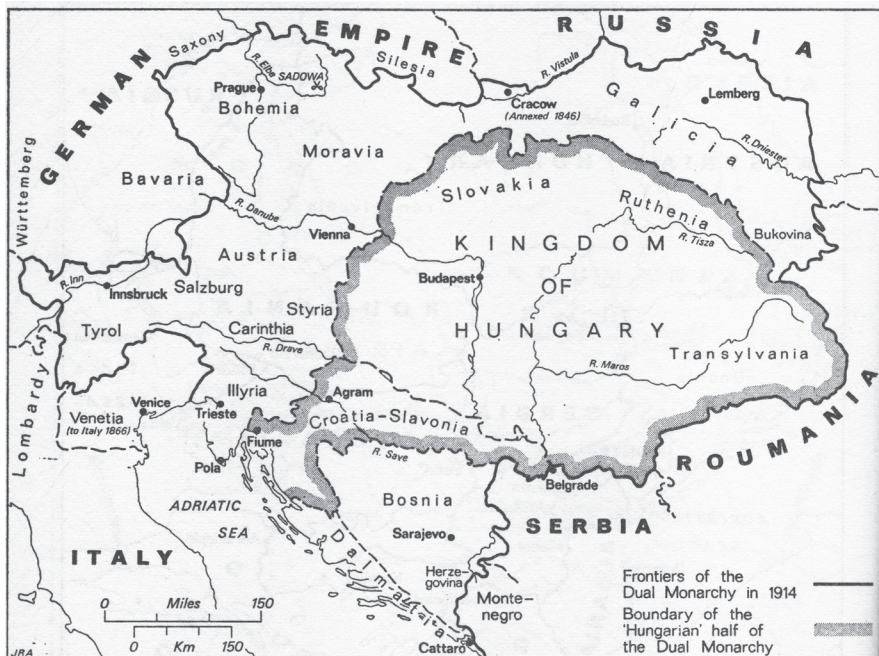 GERMAN EMPIRE
RUSSIA
Saxony
Silesia
R. Elbe
SADOWA
Prague
Bohemia
R. Vistula
Cracow
(Annexed 1846)
Galicia
Lemberg
R. Dniester
Moravia
Württemberg
Bavaria
Slovakia
Ruthenia
R. Danube
Vienna
KINGDOM
OF
HUNGARY
R. Tisza
Bukovina
Austria
Budapest
R. Inn
Innsbruck
Salzburg
Styria
Tyrol
Carinthia
R. Drave
R. Maros
Transylvania
Lombardy
Illyria
Agram
Venice
Venetia
(to Italy 1866)
Trieste
Croatia-Slavonia
Fiume
Pola
R. Save
ROUMANIA
Belgrade
Bosnia
ADRIATIC
SEA
SERBIA
Sarajevo
Dalmatia
ITALY
Herze-
govina
Monte-
negro
Cattaro
0 Miles 150
0 Km 150
Frontiers of the
Dual Monarchy in 1914
Boundary of the
'Hungarian' half of
the Dual Monarchy
JRA